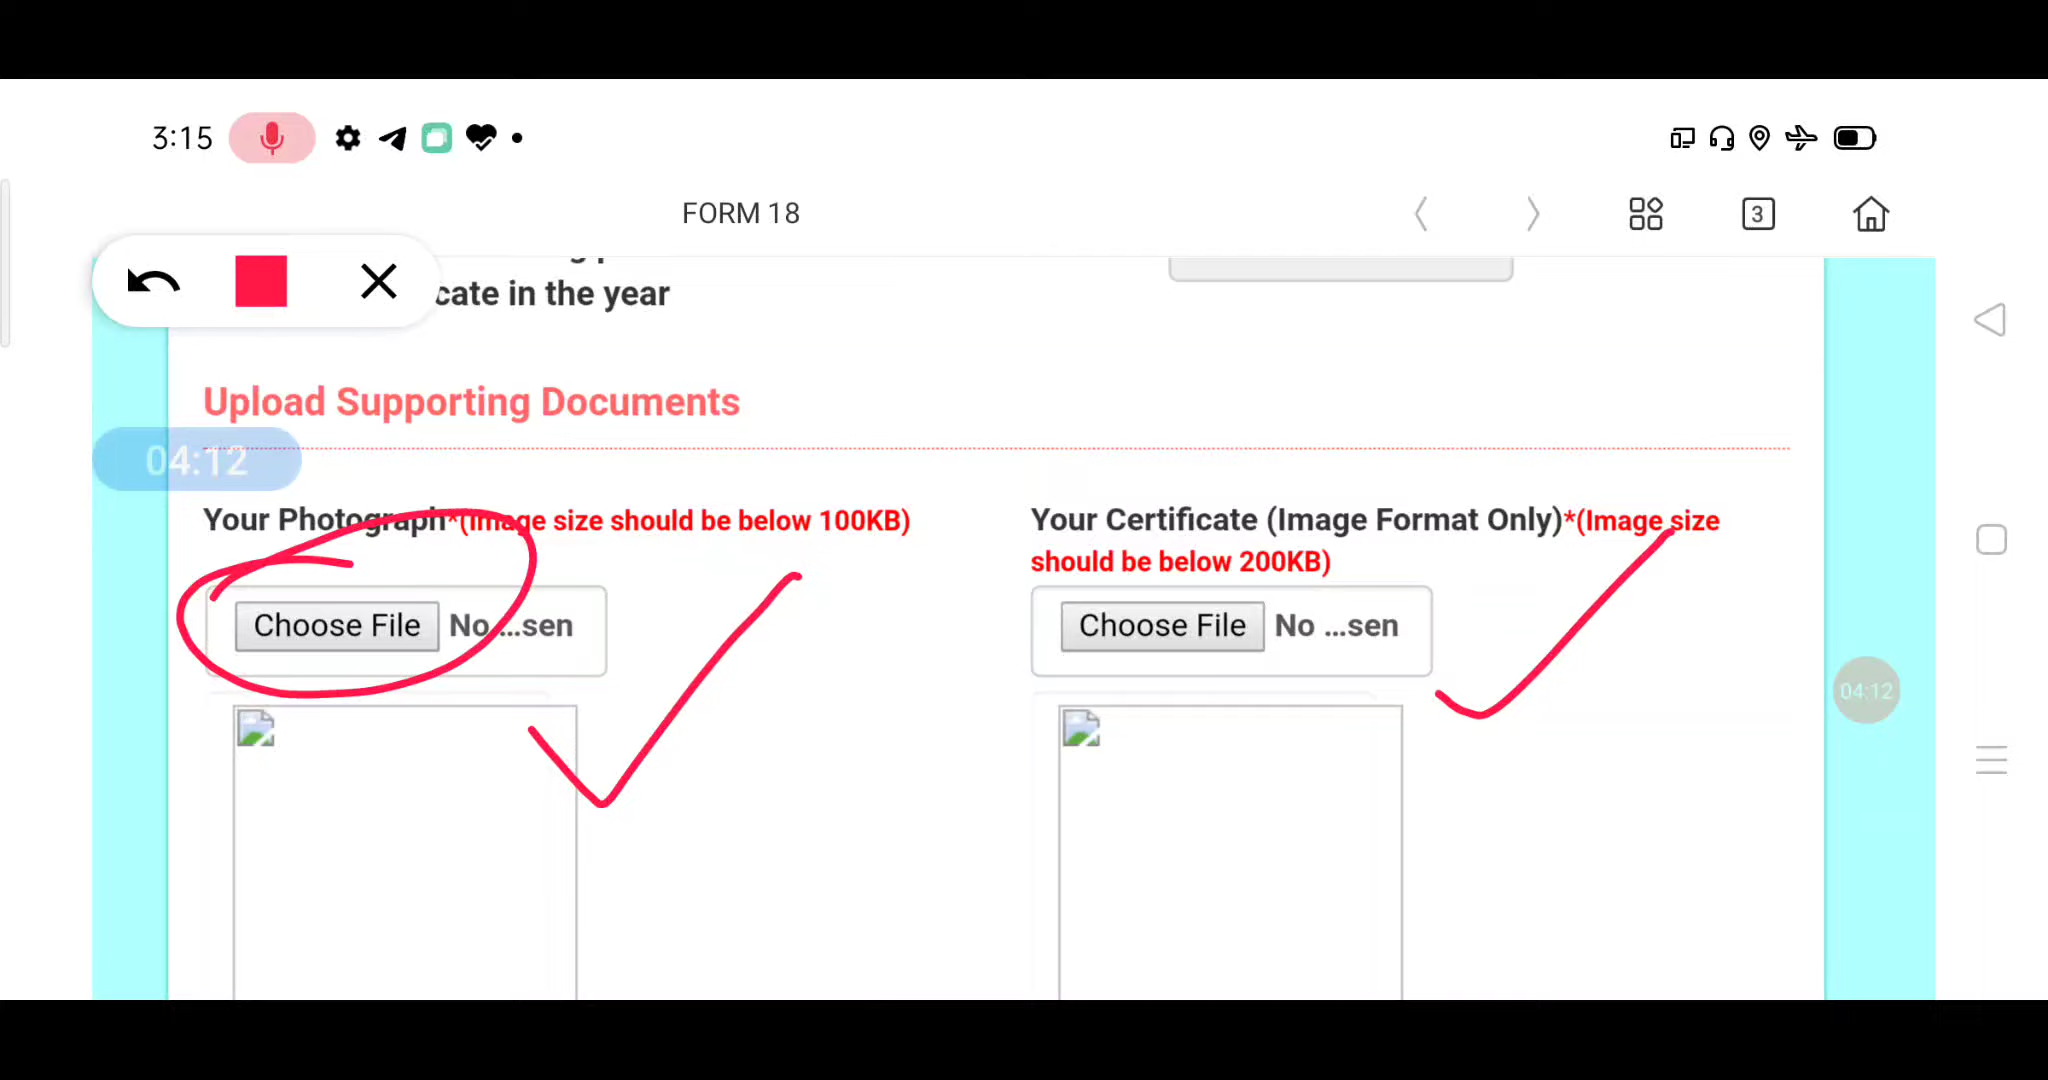 3:15
FORM 18
3
cate in the year
Upload Supporting Documents
04:12
Your Photograph*(Image size should be below 100KB)
Choose File No ...sen
Your Certificate (Image Format Only)*(Image size
should be below 200KB)
Choose File No ...sen
04:12